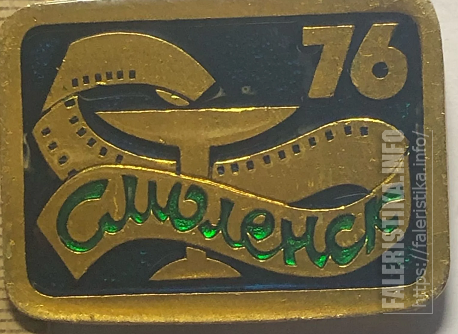 76
Смоленск
FALERISTIKA.INFO
https://faleristika.info/